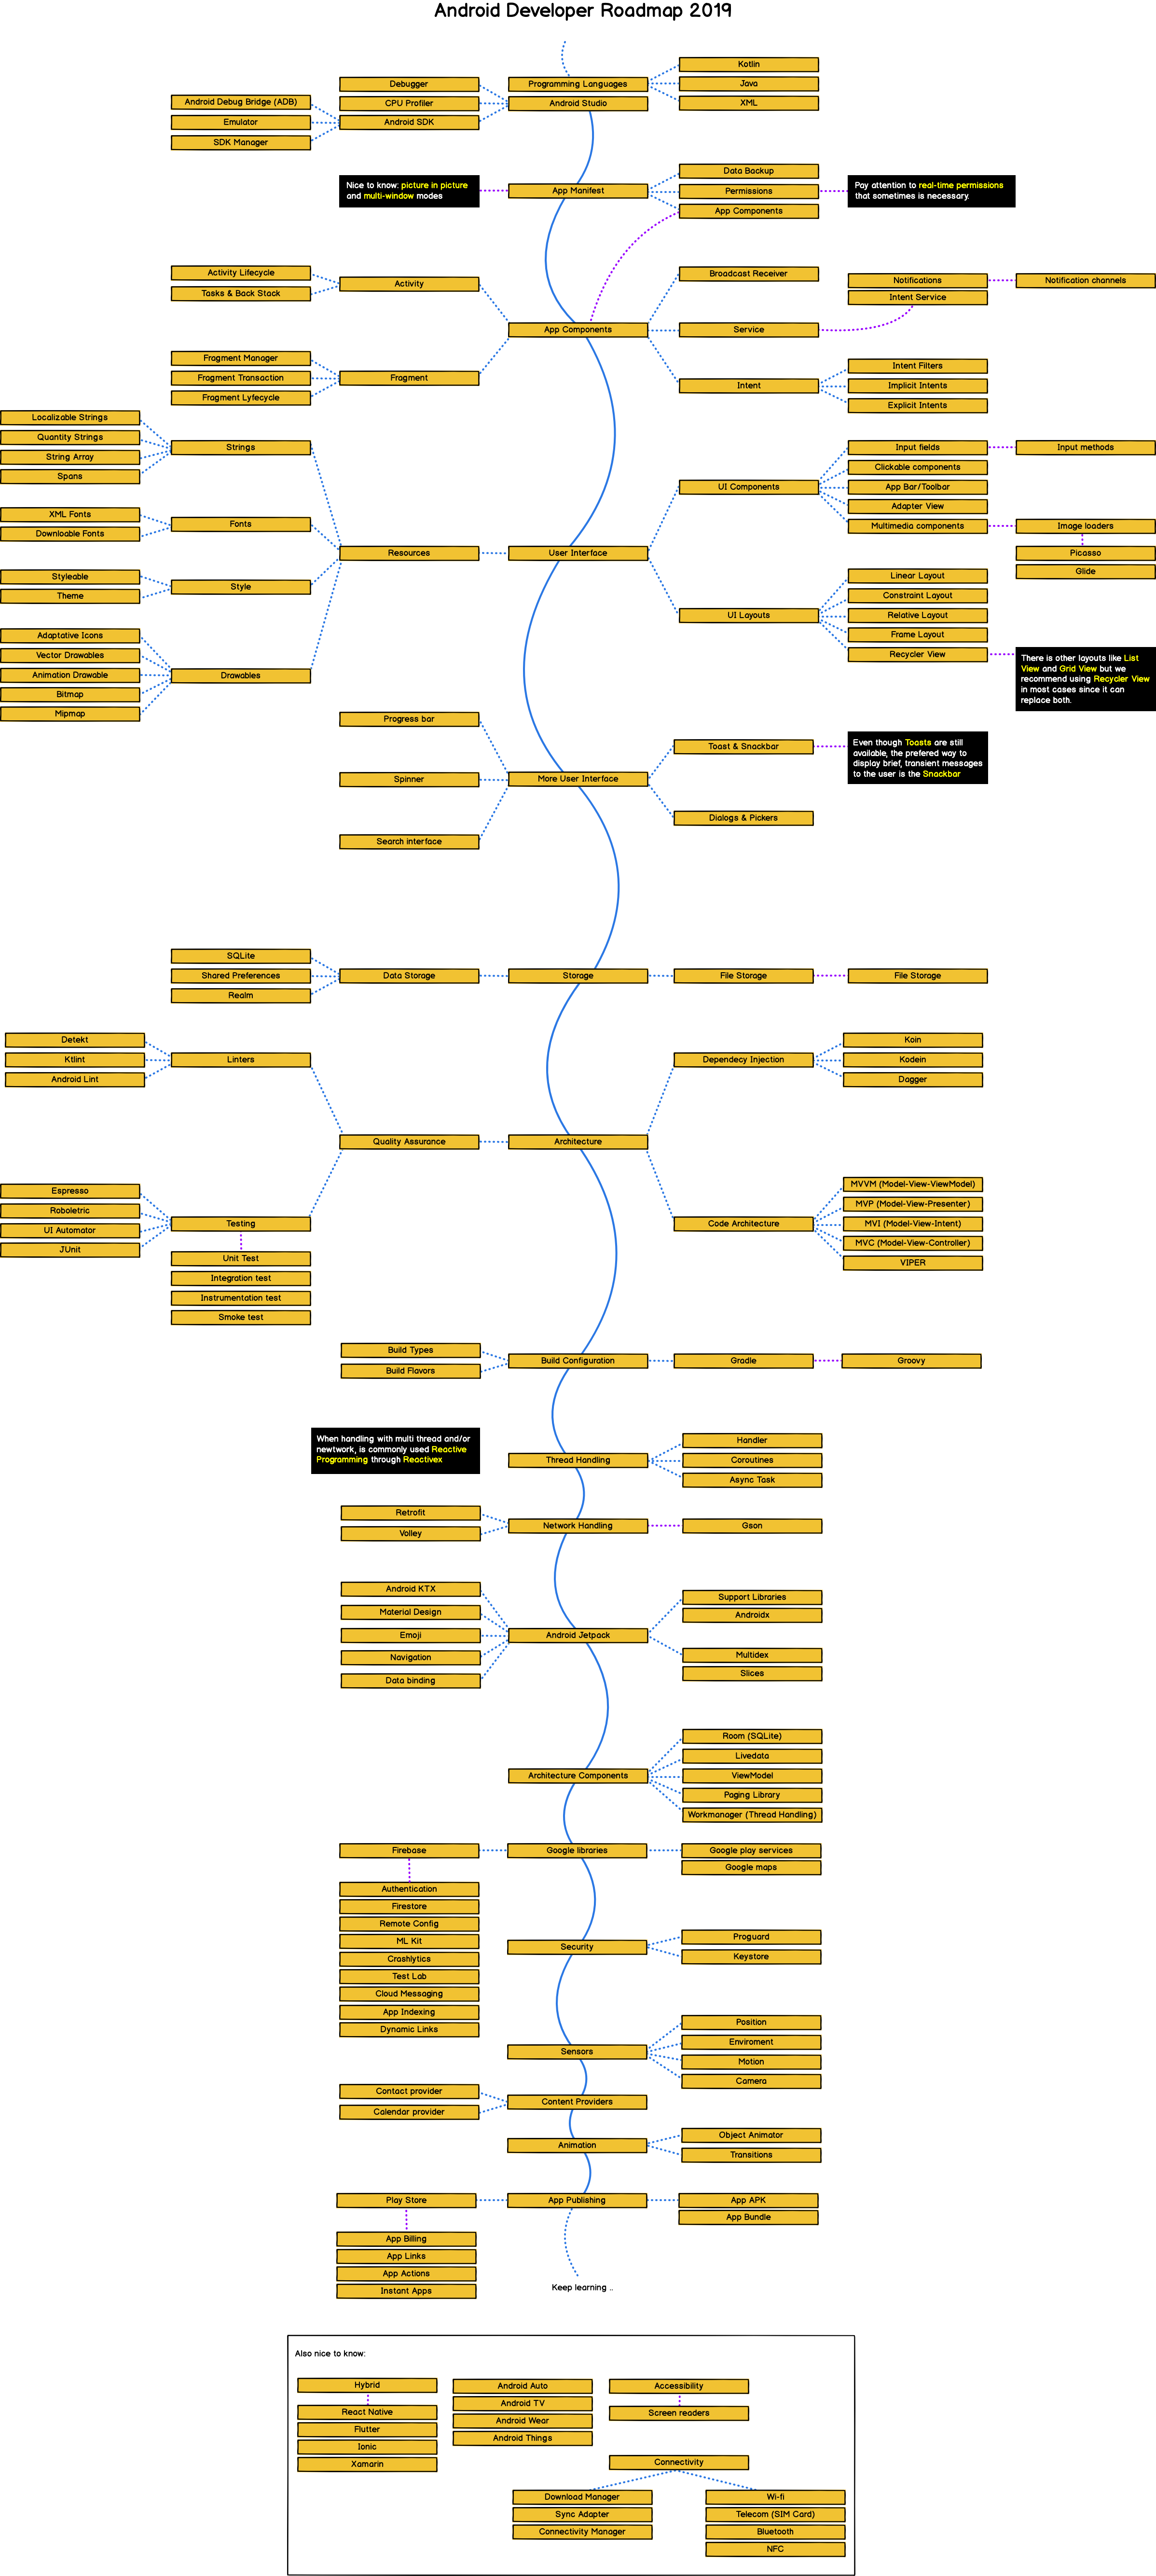 Android Developer Roadmap 2019
Programming Languages
Android Studio
Kotlin
Java
XML
Debugger
CPU Profiler
Android SDK
Android Debug Bridge (ADB)
Emulator
SDK Manager
Nice to know: picture in picture
and multi-window modes
App Manifest
Data Backup
Permissions
App Components
Pay attention to real-time permissions
that sometimes is necessary.
Activity Lifecycle
Tasks & Back Stack
Activity
Fragment Manager
Fragment Transaction
Fragment Lyfecycle
Fragment
App Components
Broadcast Receiver
Service
Intent
Notifications
Intent Service
Notification channels
Intent Filters
Implicit Intents
Explicit Intents
Localizable Strings
Quantity Strings
String Array
Spans
Strings
XML Fonts
Downloable Fonts
Fonts
Styleable
Theme
Style
Adaptative Icons
Vector Drawables
Animation Drawable
Bitmap
Mipmap
Drawables
Resources
User Interface
UI Components
Input fields
Clickable components
App Bar/Toolbar
Adapter View
Multimedia components
Input methods
Image loaders
Picasso
Glide
UI Layouts
Linear Layout
Constraint Layout
Relative Layout
Frame Layout
Recycler View
There is other layouts like List
View and Grid View but we
recommend using Recycler View
in most cases since it can
replace both.
Progress bar
Spinner
Search interface
More User Interface
Toast & Snackbar
Dialogs & Pickers
Even though Toasts are still
available, the prefered way to
display brief, transient messages
to the user is the Snackbar
SQLite
Shared Preferences
Realm
Data Storage
Storage
File Storage
File Storage
Detekt
Ktlint
Android Lint
Linters
Quality Assurance
Architecture
Dependecy Injection
Koin
Kodein
Dagger
Espresso
Roboletric
UI Automator
JUnit
Testing
Unit Test
Integration test
Instrumentation test
Smoke test
Code Architecture
MVVM (Model-View-ViewModel)
MVP (Model-View-Presenter)
MVI (Model-View-Intent)
MVC (Model-View-Controller)
VIPER
Build Types
Build Flavors
Build Configuration
Gradle
Groovy
When handling with multi thread and/or
newtwork, is commonly used Reactive
Programming through Reactivex
Thread Handling
Handler
Coroutines
Async Task
Retrofit
Volley
Network Handling
Gson
Android KTX
Material Design
Emoji
Navigation
Data binding
Android Jetpack
Support Libraries
Androidx
Multidex
Slices
Architecture Components
Room (SQLite)
Livedata
ViewModel
Paging Library
Workmanager (Thread Handling)
Firebase
Google libraries
Google play services
Google maps
Authentication
Firestore
Remote Config
ML Kit
Crashlytics
Test Lab
Cloud Messaging
App Indexing
Dynamic Links
Security
Proguard
Keystore
Sensors
Position
Enviroment
Motion
Camera
Contact provider
Calendar provider
Content Providers
Animation
Object Animator
Transitions
Play Store
App Publishing
App APK
App Bundle
App Billing
App Links
App Actions
Instant Apps
Keep learning ..
Also nice to know:
Hybrid
React Native
Flutter
Ionic
Xamarin
Android Auto
Android TV
Android Wear
Android Things
Accessibility
Screen readers
Connectivity
Download Manager
Sync Adapter
Connectivity Manager
Wi-fi
Telecom (SIM Card)
Bluetooth
NFC